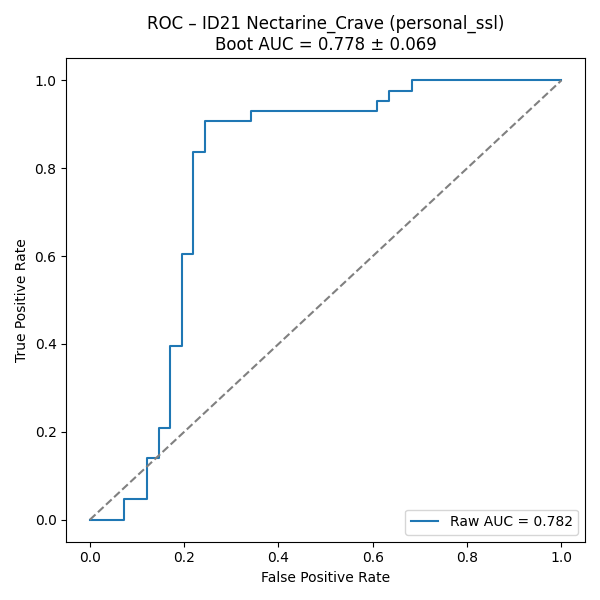 ROC – ID21 Nectarine_Crave (personal_ssl)
Boot AUC = 0.778 ± 0.069
True Positive Rate
1.0
0.8
0.6
0.4
0.2
0.0
Raw AUC = 0.782
0.0 0.2 0.4 0.6 0.8 1.0
False Positive Rate